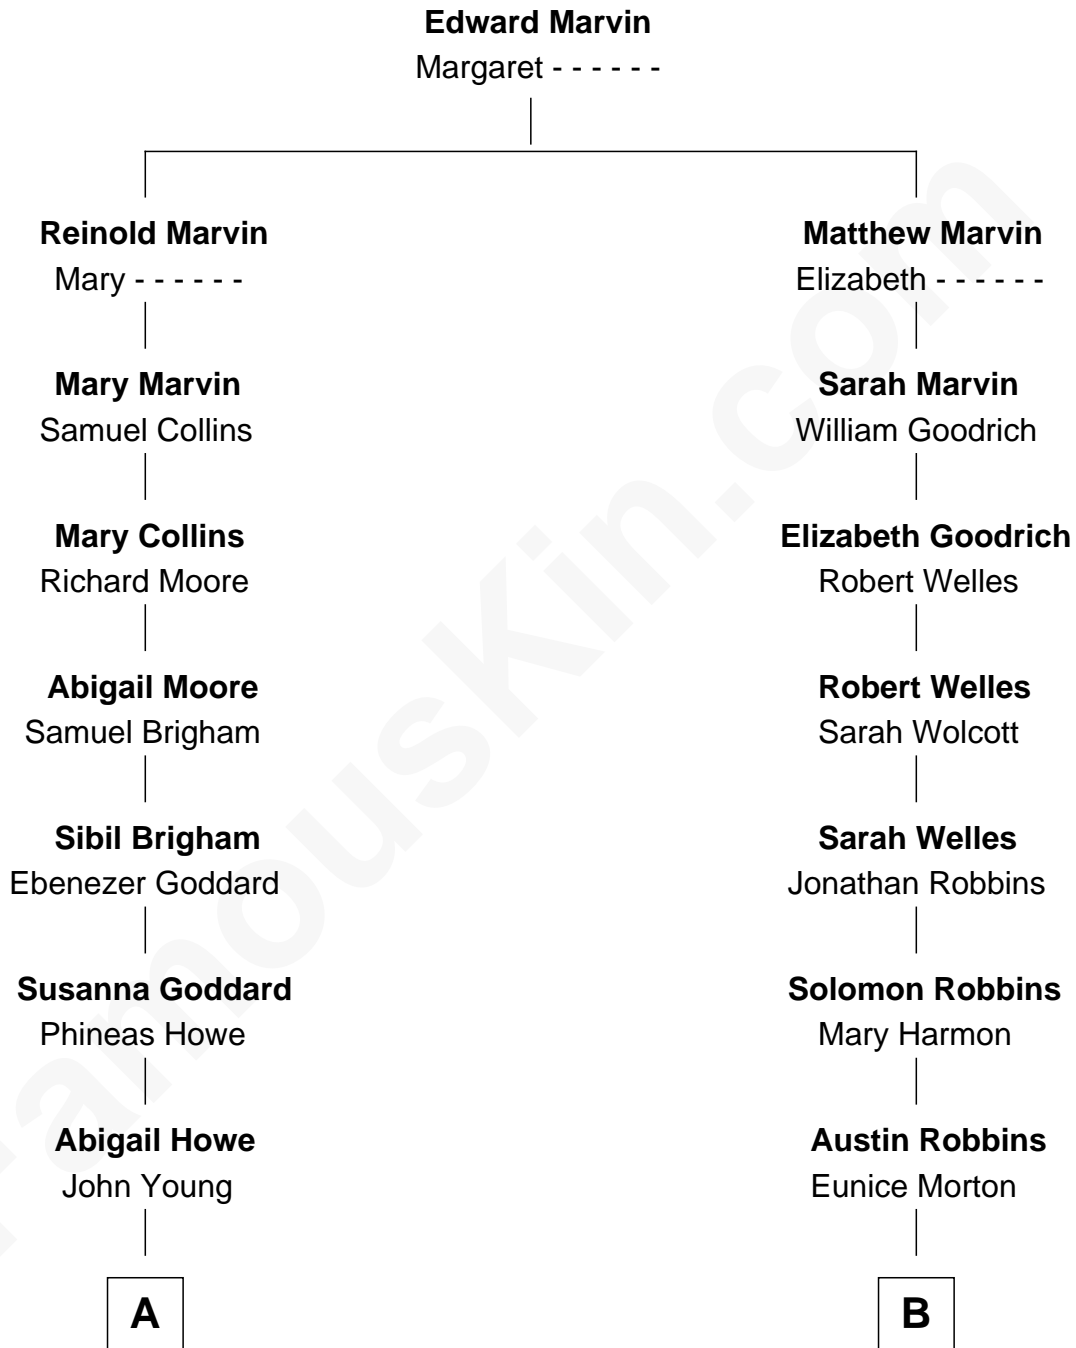 Edward Marvin
Margaret - - - - - -
Reinold Marvin
Mary - - - - - -
Matthew Marvin
Elizabeth - - - - - -
Mary Marvin
Samuel Collins
Sarah Marvin
William Goodrich
Mary Collins
Richard Moore
Elizabeth Goodrich
Robert Welles
Abigail Moore
Samuel Brigham
Robert Welles
Sarah Wolcott
Sibil Brigham
Ebenezer Goddard
Sarah Welles
Jonathan Robbins
Susanna Goddard
Phineas Howe
Solomon Robbins
Mary Harmon
Abigail Howe
John Young
Austin Robbins
Eunice Morton
A
B
FamousKin.com